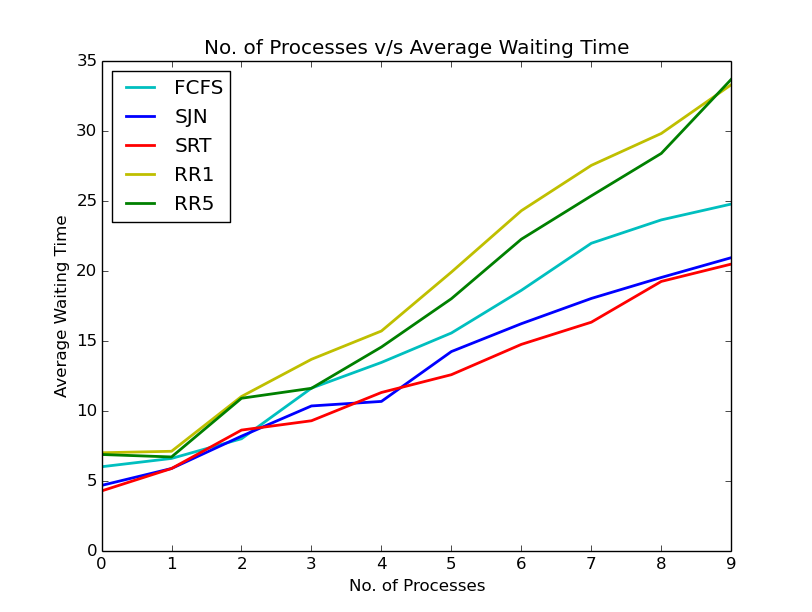 No. of Processes v/s Average Waiting Time
35
30
25
20
15
10
5
0
Average Waiting Time
FCFS
SJN
SRT
RR1
RR5
0 1 2 3 4 5 6 7 8 9
No. of Processes